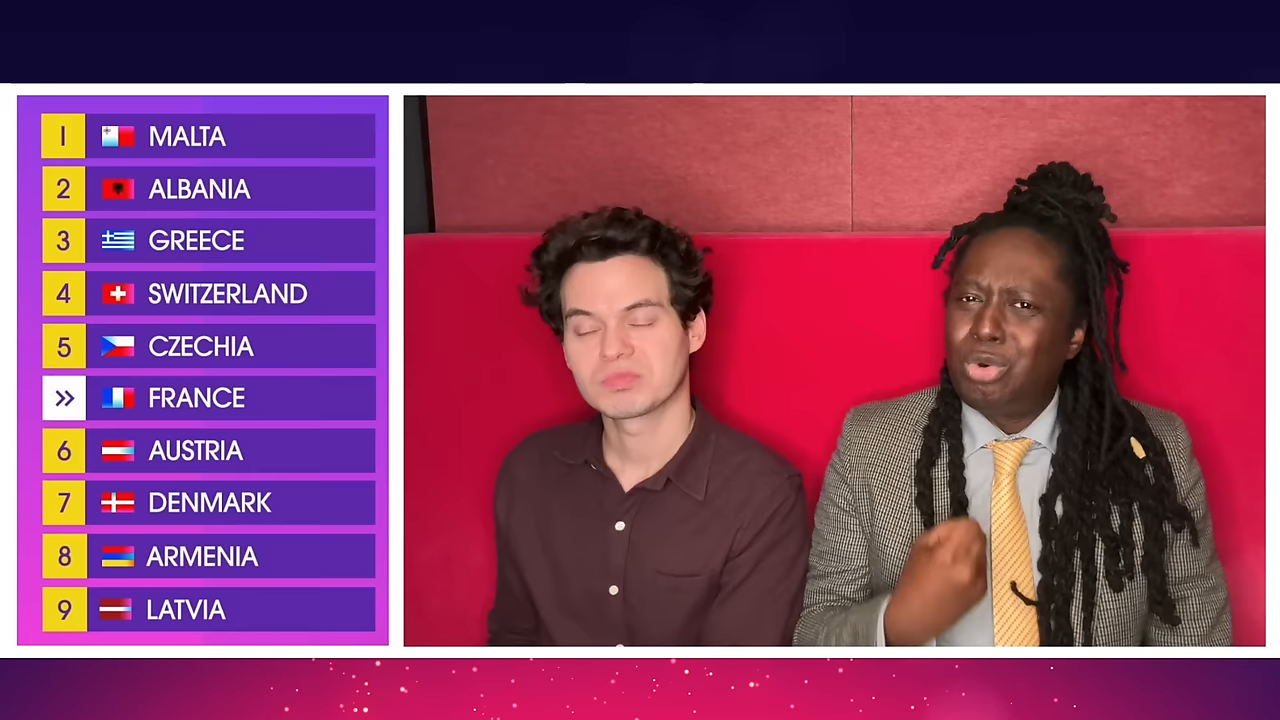 1 MALTA
2 ALBANIA
3 GREECE
4 SWITZERLAND
5 CZECHIA
>> FRANCE
6 AUSTRIA
7 DENMARK
8 ARMENIA
9 LATVIA